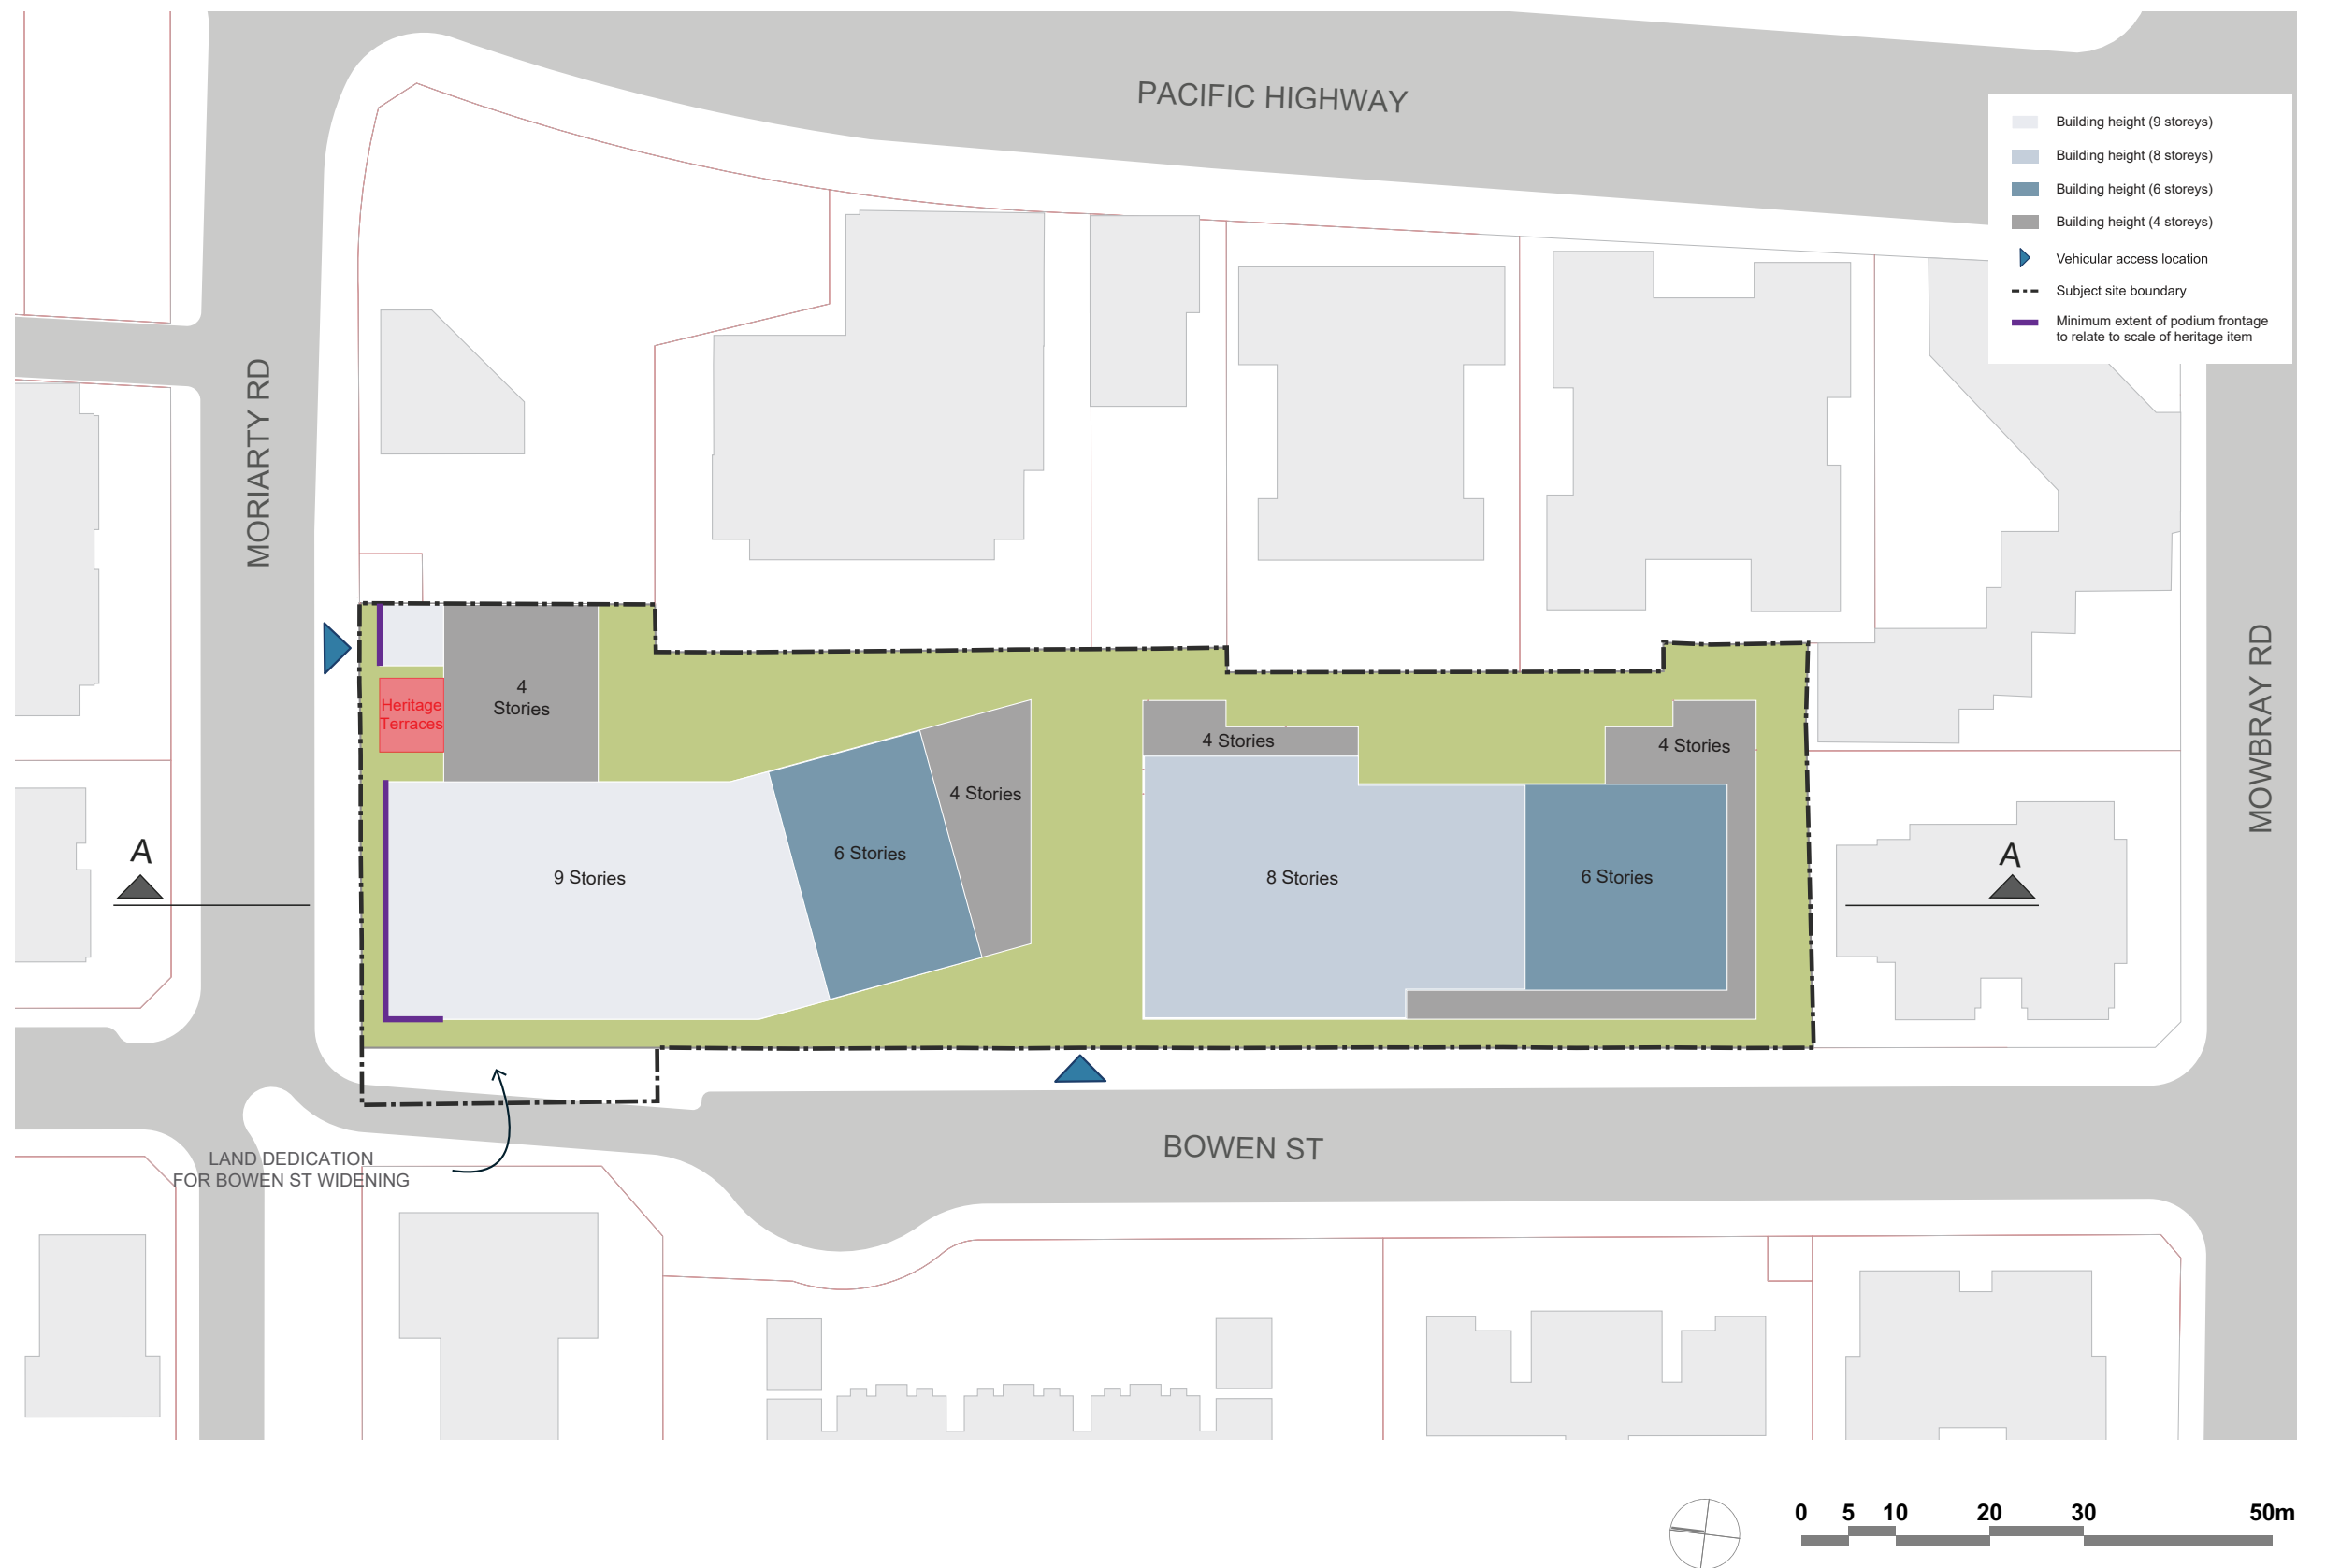 PACIFIC HIGHWAY
Building height (9 storeys)
Building height (8 storeys)
Building height (6 storeys)
Building height (4 storeys)
Vehicular access location
Subject site boundary
Minimum extent of podium frontage
to relate to scale of heritage item
MORIARTY RD
MOWBRAY RD
4
Stories
Heritage
Terraces
4 Stories
4 Stories
4 Stories
6 Stories
9 Stories
8 Stories
6 Stories
A
A
BOWEN ST
LAND DEDICATION
FOR BOWEN ST WIDENING
0 5 10 20 30 50m